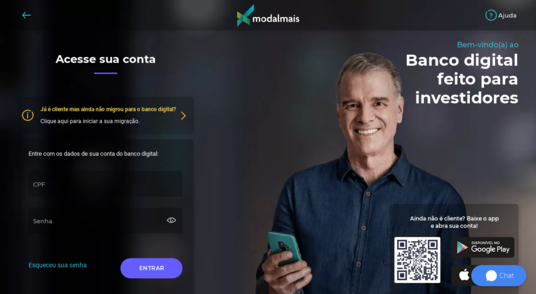 modalmais
Ajuda
Acesse sua conta
Já é cliente mas ainda não migrou para o banco digital?
Clique aqui para iniciar a sua migração.
Entre com os dados de sua conta do banco digital:
CPF
Senha
Esqueceu sua senha
ENTRAR
Bem-vindo(a) ao
Banco digital
feito para
investidores
Ainda não é cliente? Baixe o app
e abra sua conta!
DISPONÍVEL NO
Google Play
Chat